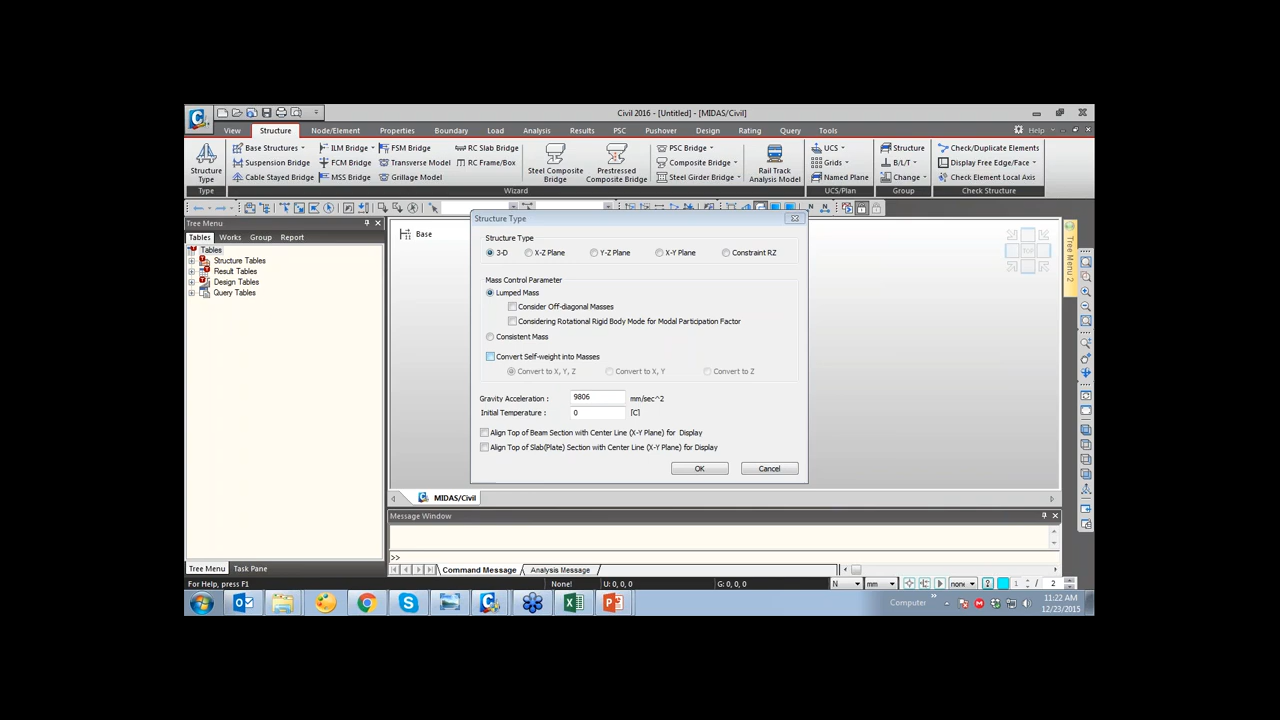 Civil 2016 - [Untitled] - [MIDAS/Civil]
View Structure Node/Element Properties Boundary Load Analysis Results PSC Pushover Design Rating Query Tools Help
Structure Type
Base Structures
Suspension Bridge
Cable Stayed Bridge
ILM Bridge
FCM Bridge
MSS Bridge
FSM Bridge
Transverse Model
Grillage Model
RC Slab Bridge
RC Frame/Box
Steel Composite Bridge
Prestressed Composite Bridge
PSC Bridge
Composite Bridge
Steel Girder Bridge
Rail Track Analysis Model
UCS
Grids
Named Plane
Structure
B/L/T
Change
Check/Duplicate Elements
Display Free Edge/Face
Check Element Local Axis
Type Wizard UCS/Plan Group Check Structure
Tree Menu
Tables Works Group Report
Tables
Structure Tables
Result Tables
Design Tables
Query Tables
Base
TOP
Tree Menu 2
Structure Type
Structure Type
3-D X-Z Plane Y-Z Plane X-Y Plane Constraint RZ
Mass Control Parameter
Lumped Mass
Consider Off-diagonal Masses
Considering Rotational Rigid Body Mode for Modal Participation Factor
Consistent Mass
Convert Self-weight into Masses
Convert to X, Y, Z Convert to X, Y Convert to Z
Gravity Acceleration : 9806 mm/sec^2
Initial Temperature : 0 [C]
Align Top of Beam Section with Center Line (X-Y Plane) for Display
Align Top of Slab(Plate) Section with Center Line (X-Y Plane) for Display
OK Cancel
MIDAS/Civil
Message Window
>>
Tree Menu Task Pane
Command Message Analysis Message
For Help, press F1 None! U: 0, 0, 0 G: 0, 0, 0 N mm none 1 / 2
Computer 11:22 AM
12/23/2015